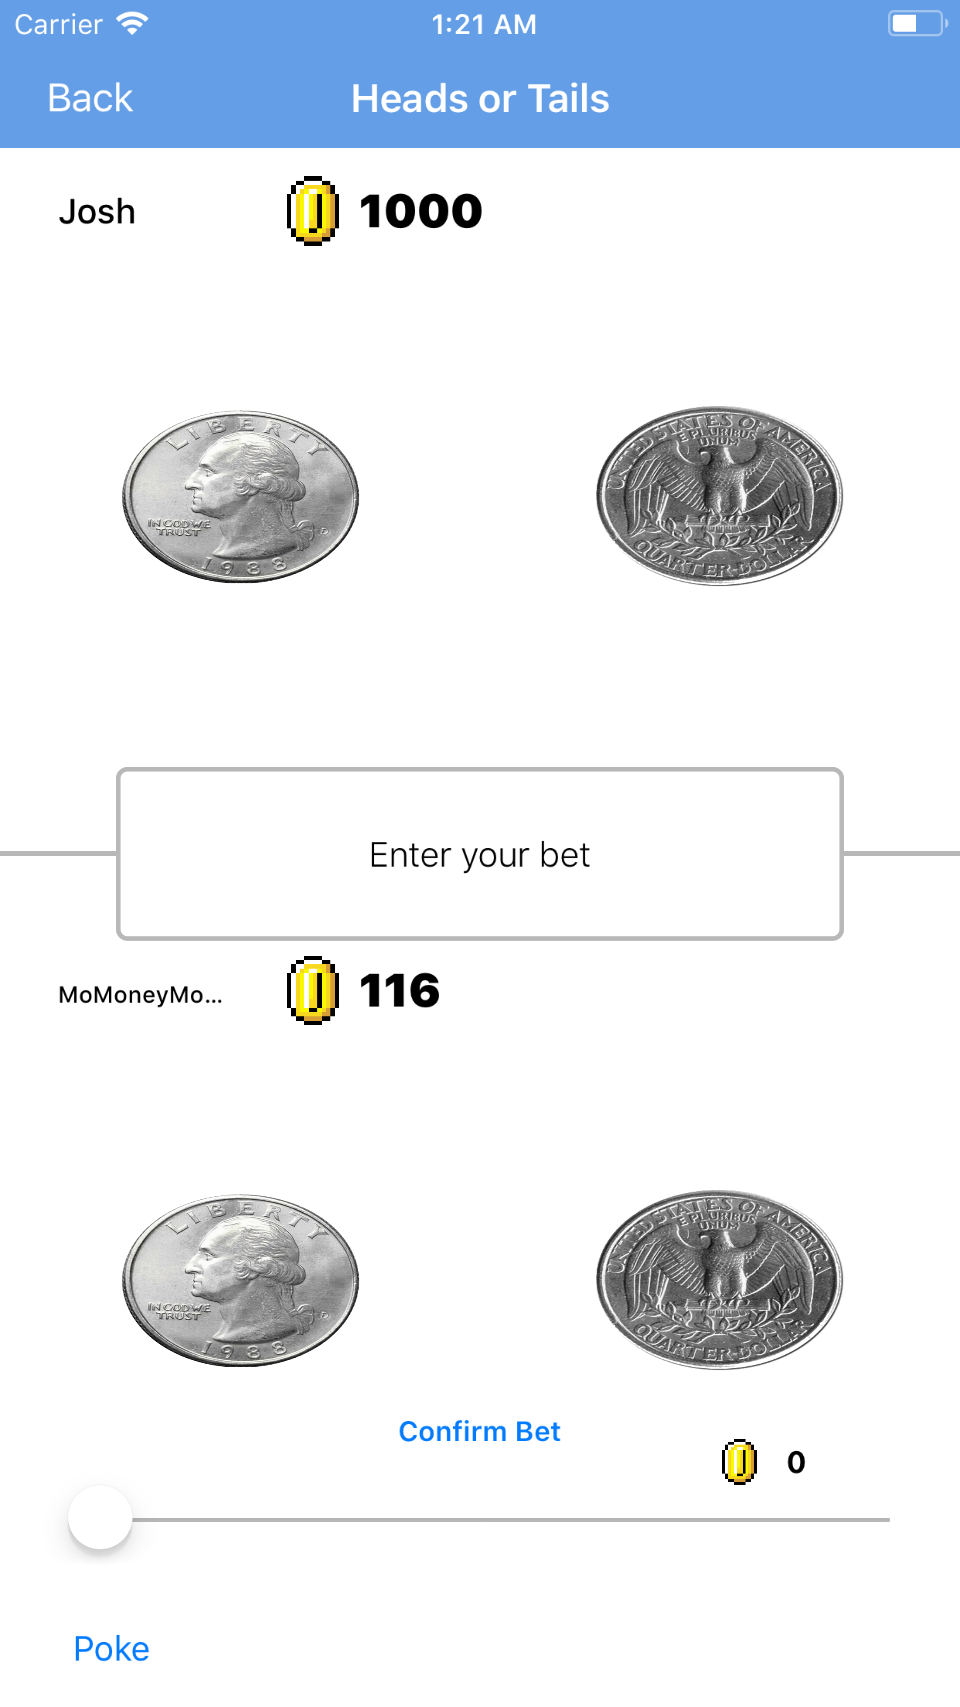 Carrier
1:21 AM
Back
Heads or Tails
Josh
1000
LIBERTY
IN GOD WE
TRUST
D
1988
UNITED STATES OF AMERICA
E PLURIBUS
UNUM
QUARTER-DOLLAR
Enter your bet
MoMoneyMo...
116
LIBERTY
IN GOD WE
TRUST
D
1988
UNITED STATES OF AMERICA
E PLURIBUS
UNUM
QUARTER-DOLLAR
Confirm Bet
0
Poke